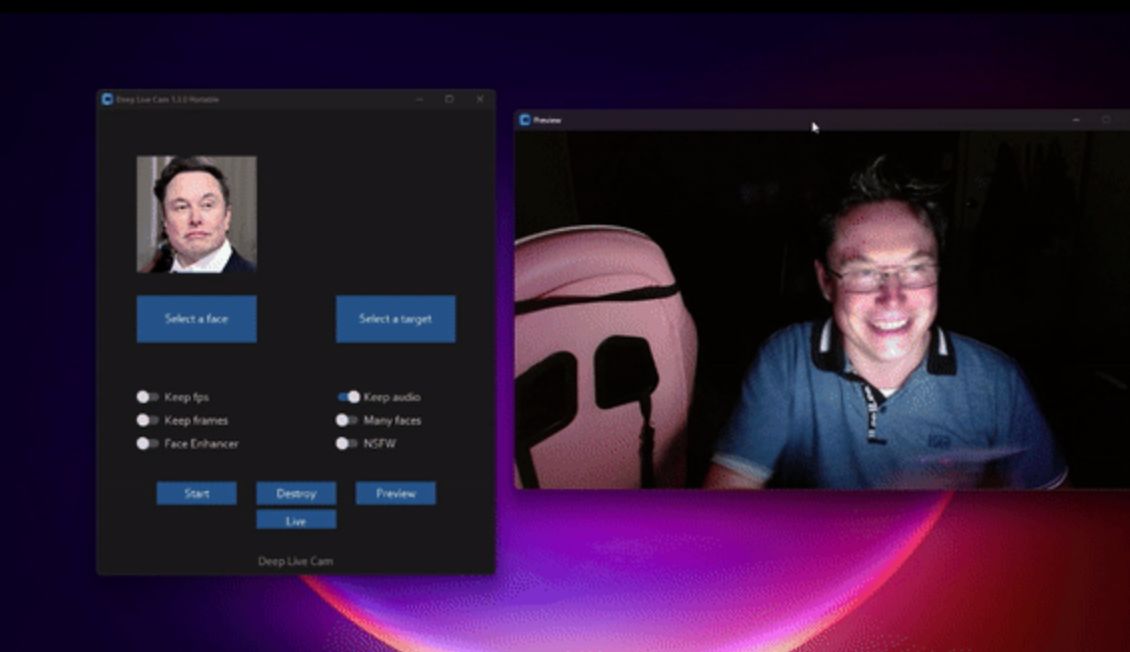 Deep Live Cam 1.3.0 Portable
Preview
Select a face
Select a target
Keep fps
Keep audio
Keep frames
Many faces
Face Enhancer
NSFW
Start
Destroy
Preview
Live
Deep Live Cam